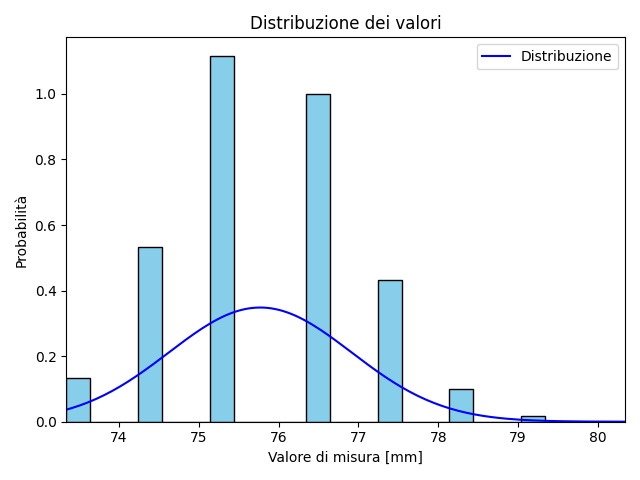 Distribuzione dei valori
Distribuzione
Probabilità
1.0
0.8
0.6
0.4
0.2
0.0
74 75 76 77 78 79 80
Valore di misura [mm]